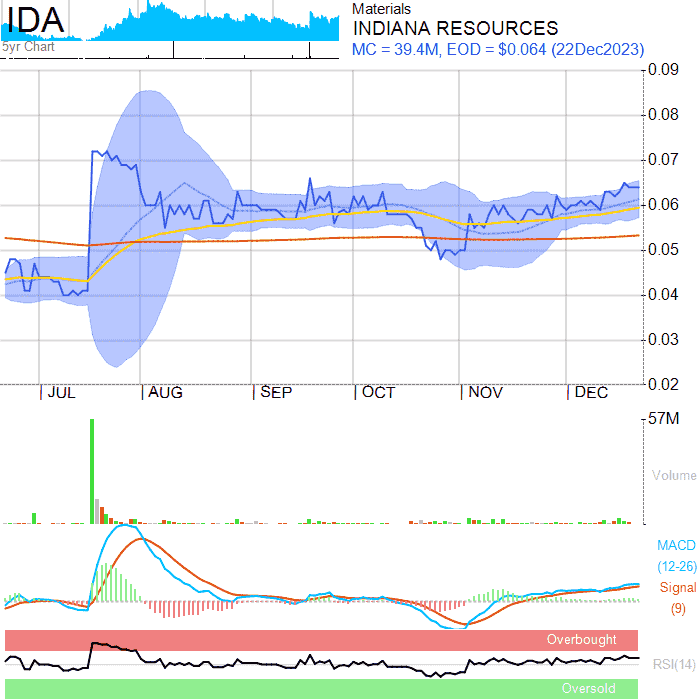 IDA
5yr Chart
Materials
INDIANA RESOURCES
MC = 39.4M, EOD = $0.064 (22Dec2023)
0.09
0.08
0.07
0.06
0.05
0.04
0.03
0.02
JUL AUG SEP OCT NOV DEC
57M
Volume
MACD
(12-26)
Signal
(9)
Overbought
RSI(14)
Oversold